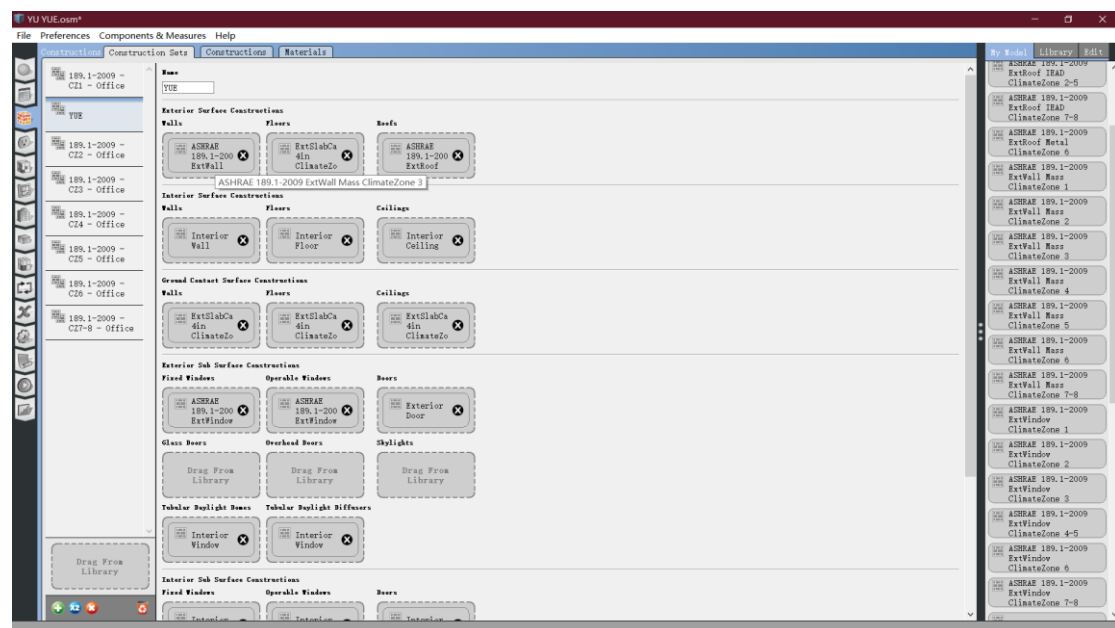 YU YUE.osm*
File Preferences Components & Measures Help
Constructions Construction Sets Constructions Materials
My Model Library Edit
189.1-2009 -
CZ1 - Office
YUE
189.1-2009 -
CZ2 - Office
189.1-2009 -
CZ3 - Office
189.1-2009 -
CZ4 - Office
189.1-2009 -
CZ5 - Office
189.1-2009 -
CZ6 - Office
189.1-2009 -
CZ7-8 - Office
Drag From
Library
Name
YUE
Exterior Surface Constructions
Walls Floors Roofs
ASHRAE
189.1-200
ExtWall
ExtSlabCa
4in
ClimateZo
ASHRAE
189.1-200
ExtRoof
ASHRAE 189.1-2009 ExtWall Mass ClimateZone 3
Interior Surface Constructions
Walls Floors Ceilings
Interior
Wall
Interior
Floor
Interior
Ceiling
Ground Contact Surface Constructions
Walls Floors Ceilings
ExtSlabCa
4in
ClimateZo
ExtSlabCa
4in
ClimateZo
ExtSlabCa
4in
ClimateZo
Exterior Sub Surface Constructions
Fixed Windows Operable Windows Doors
ASHRAE
189.1-200
ExtWindow
ASHRAE
189.1-200
ExtWindow
Exterior
Door
Glass Doors Overhead Doors Skylights
Drag From
Library
Drag From
Library
Drag From
Library
Tubular Daylight Domes Tubular Daylight Diffusers
Interior
Window
Interior
Window
Interior Sub Surface Constructions
Fixed Windows Operable Windows Doors
Interior Interior Interior
ASHRAE 189.1-2009
ExtRoof IEAD
ClimateZone 2-5
ASHRAE 189.1-2009
ExtRoof IEAD
ClimateZone 7-8
ASHRAE 189.1-2009
ExtRoof Metal
ClimateZone 6
ASHRAE 189.1-2009
ExtWall Mass
ClimateZone 1
ASHRAE 189.1-2009
ExtWall Mass
ClimateZone 2
ASHRAE 189.1-2009
ExtWall Mass
ClimateZone 3
ASHRAE 189.1-2009
ExtWall Mass
ClimateZone 4
ASHRAE 189.1-2009
ExtWall Mass
ClimateZone 5
ASHRAE 189.1-2009
ExtWall Mass
ClimateZone 6
ASHRAE 189.1-2009
ExtWall Mass
ClimateZone 7-8
ASHRAE 189.1-2009
ExtWindow
ClimateZone 1
ASHRAE 189.1-2009
ExtWindow
ClimateZone 2
ASHRAE 189.1-2009
ExtWindow
ClimateZone 3
ASHRAE 189.1-2009
ExtWindow
ClimateZone 4-5
ASHRAE 189.1-2009
ExtWindow
ClimateZone 6
ASHRAE 189.1-2009
ExtWindow
ClimateZone 7-8